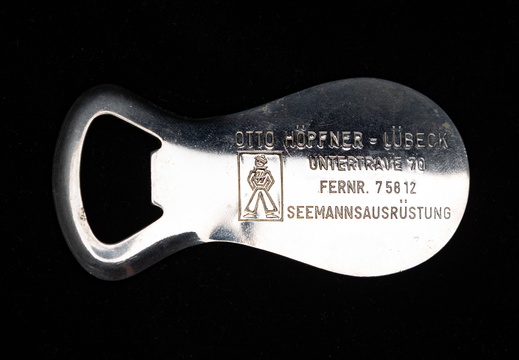 OTTO HÖPFNER - LÜBECK
UNTERTRAVE 70
FERNR. 75812
SEEMANNSAUSRÜSTUNG